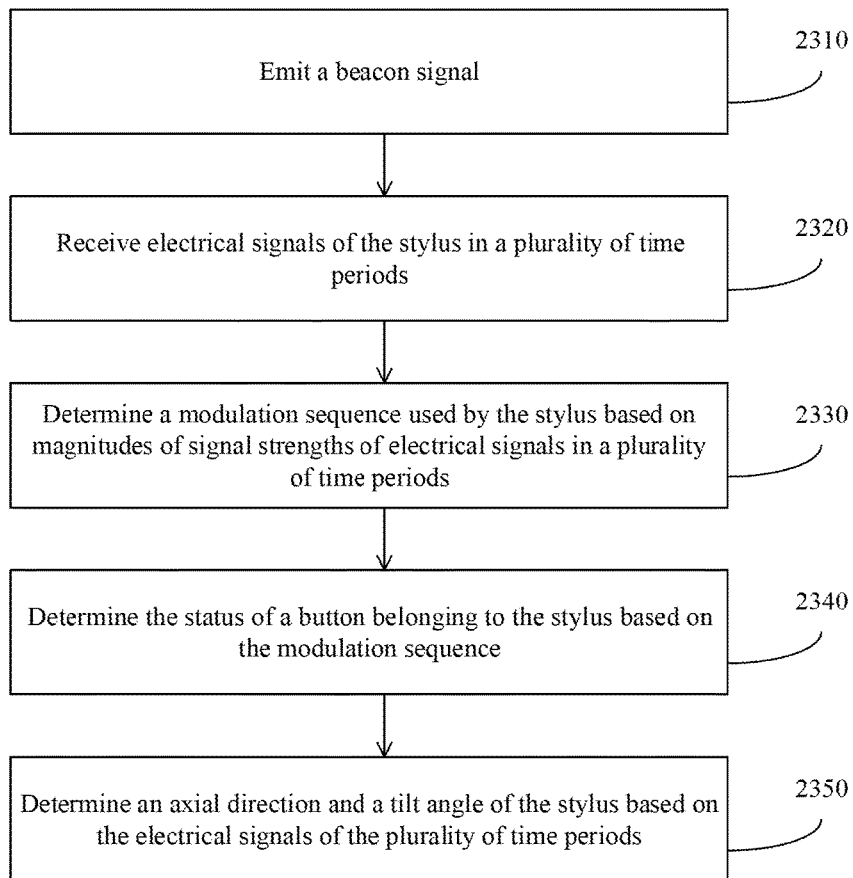 2310
Emit a beacon signal
2320
Receive electrical signals of the stylus in a plurality of time
periods
2330
Determine a modulation sequence used by the stylus based on
magnitudes of signal strengths of electrical signals in a plurality
of time periods
2340
Determine the status of a button belonging to the stylus based on
the modulation sequence
2350
Determine an axial direction and a tilt angle of the stylus based on
the electrical signals of the plurality of time periods